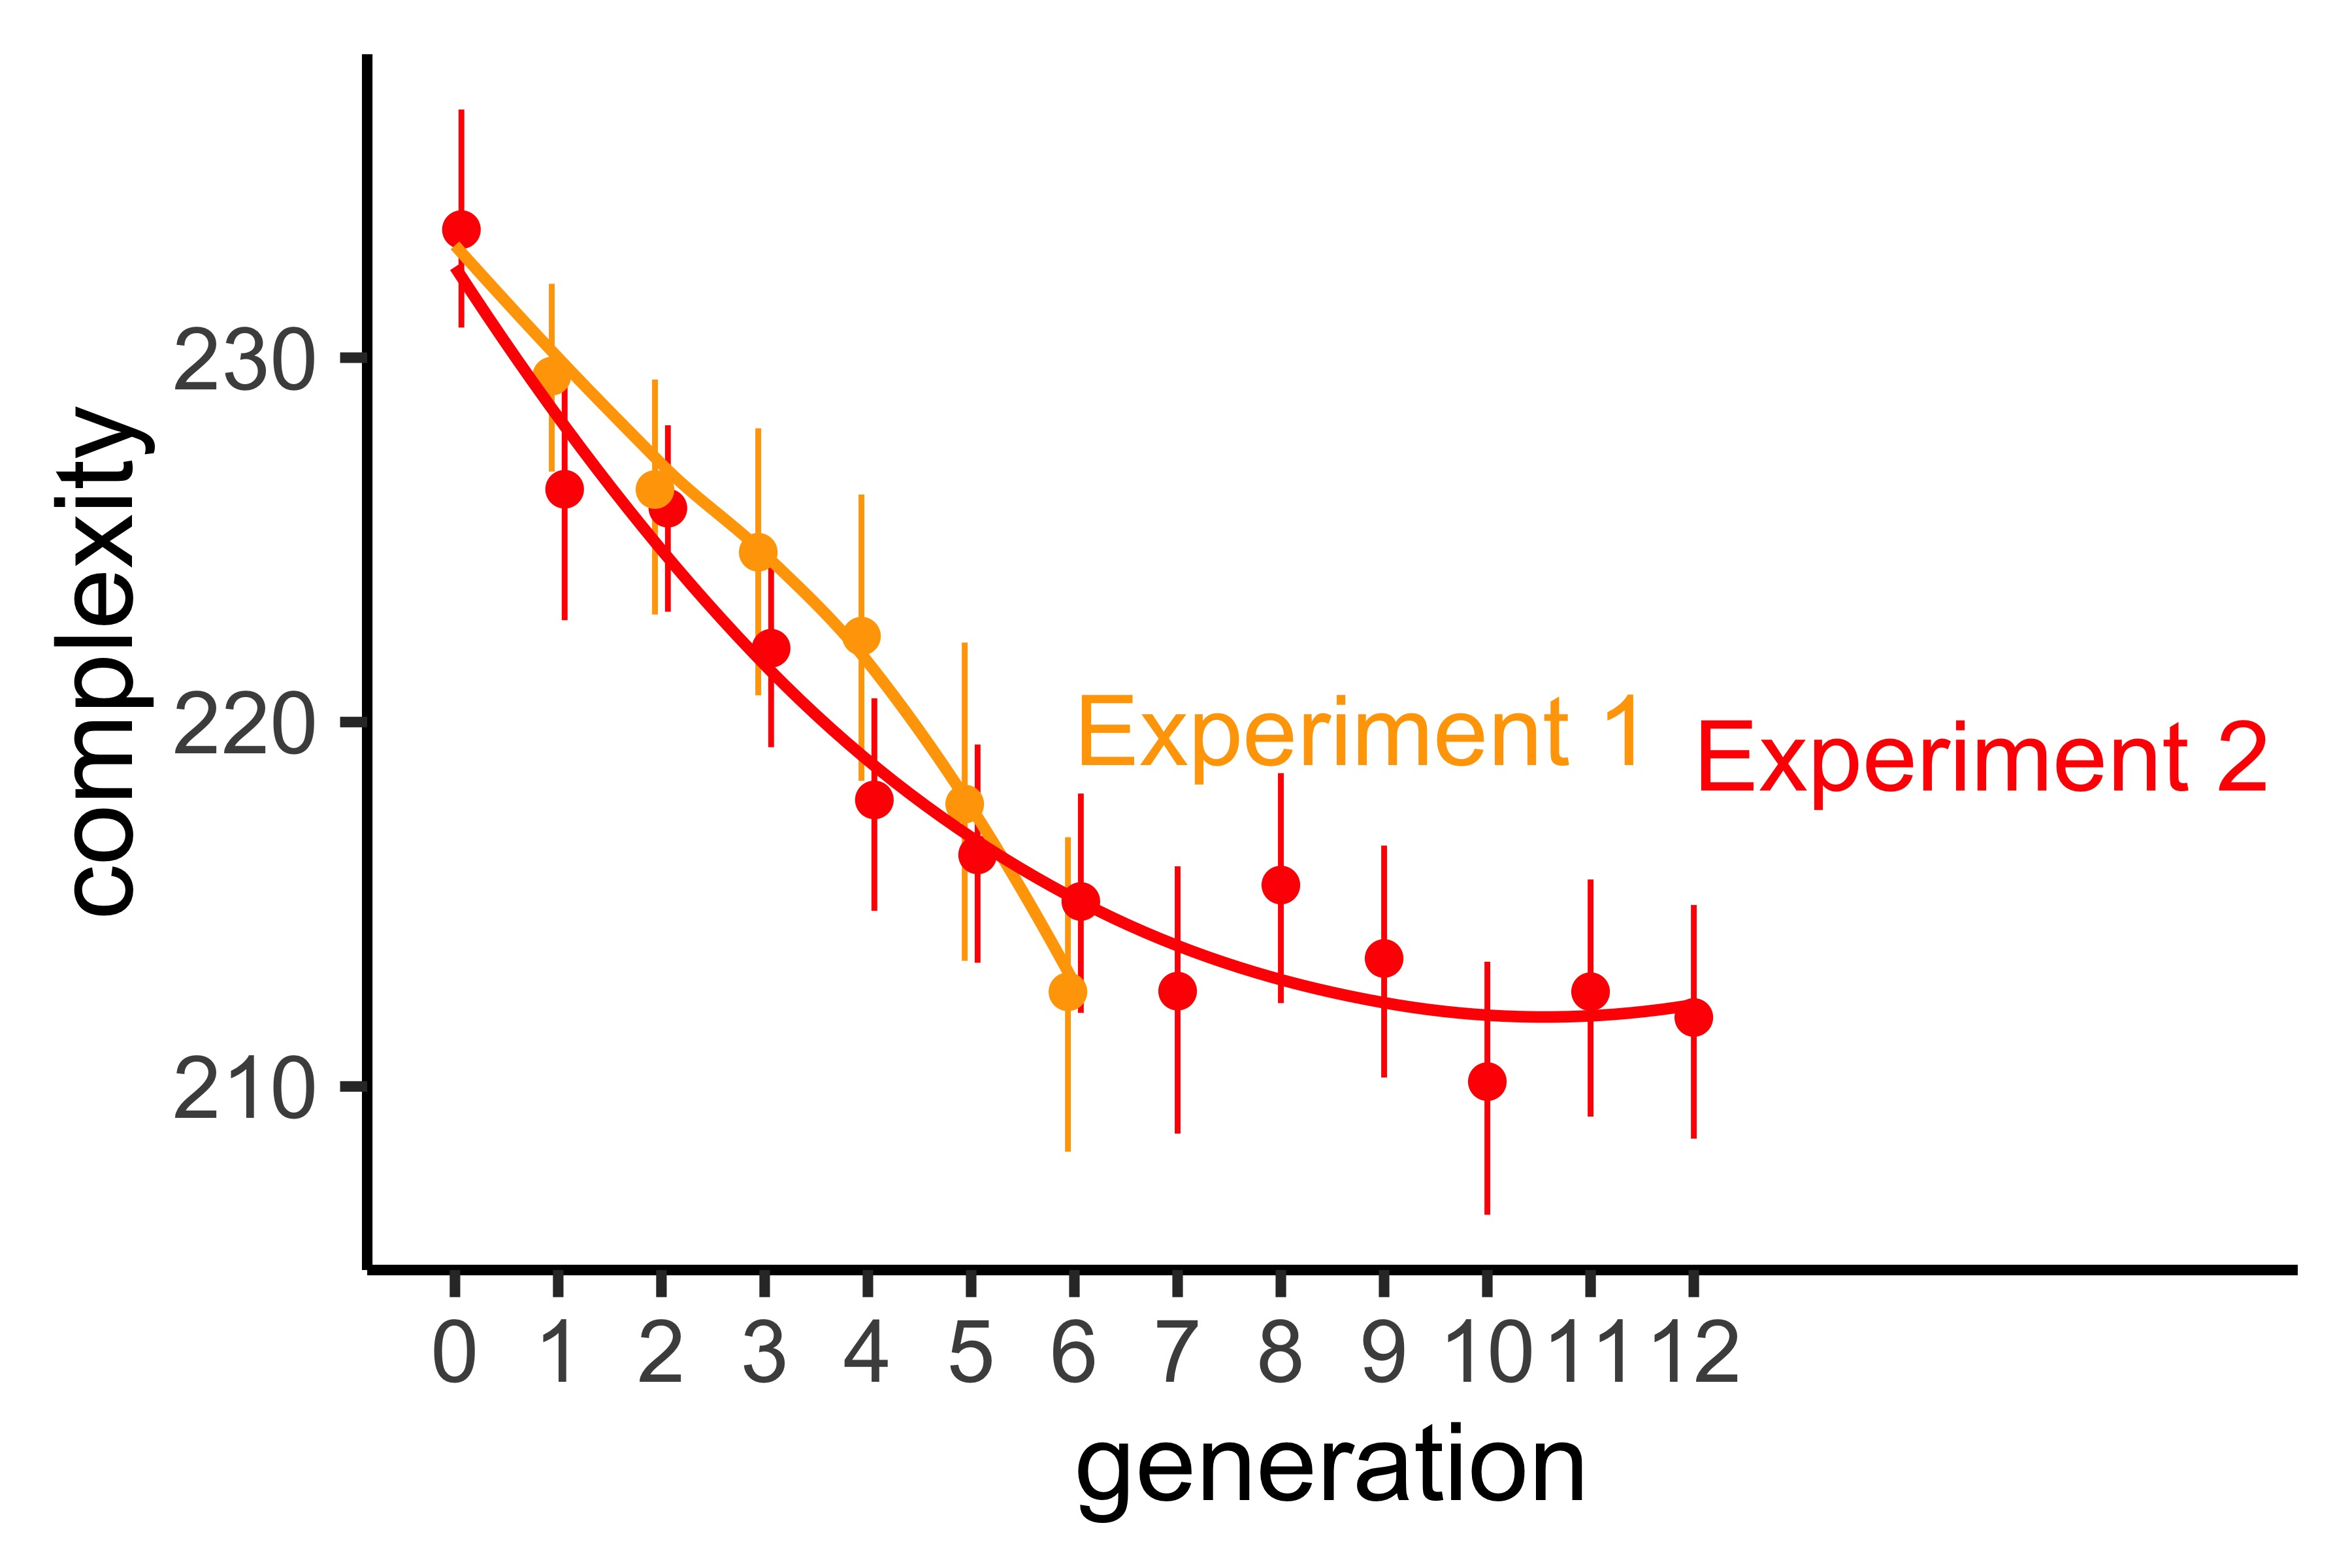 complexity
230
220
210
Experiment 1
Experiment 2
0 1 2 3 4 5 6 7 8 9 10 11 12
generation